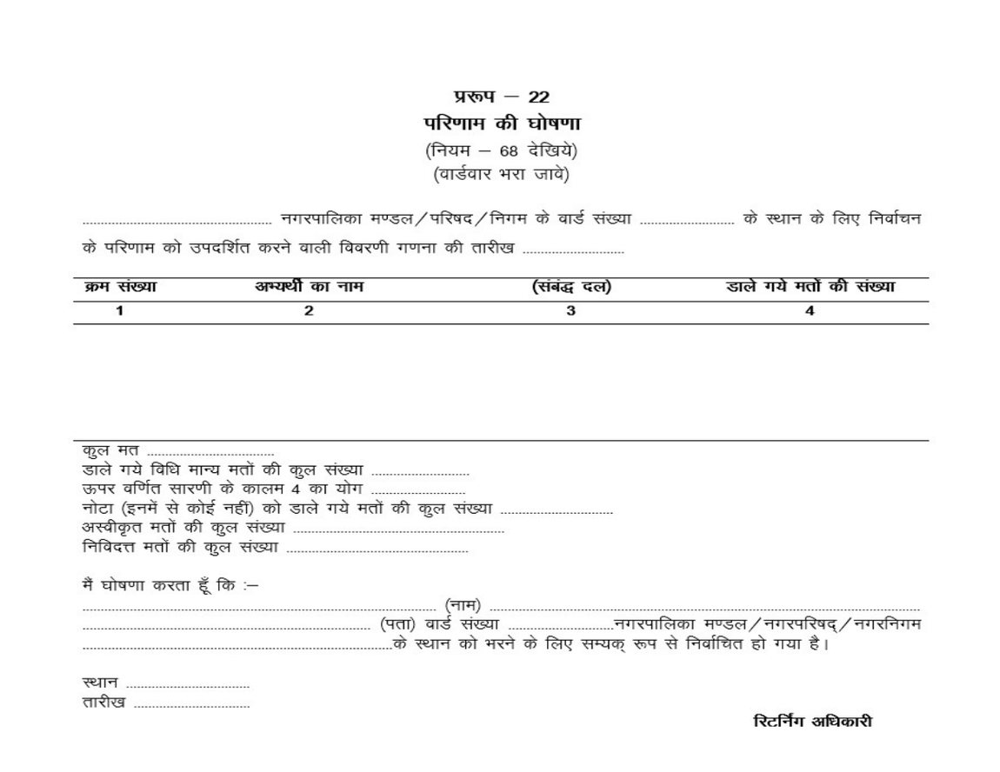 प्ररूप – 22
परिणाम की घोषणा
(नियम – 68 देखिये)
(वार्डवार भरा जावे)
.................................................... नगरपालिका मण्डल/परिषद/निगम के वार्ड संख्या .......................... के स्थान के लिए निर्वाचन
के परिणाम को उपदर्शित करने वाली विवरणी गणना की तारीख ............................
क्रम संख्या अभ्यर्थी का नाम (संबंद्ध दल) डाले गये मतों की संख्या
1 2 3 4
कुल मत ...................................
डाले गये विधि मान्य मतों की कुल संख्या ...........................
ऊपर वर्णित सारणी के कालम 4 का योग ..........................
नोटा (इनमें से कोई नहीं) को डाले गये मतों की कुल संख्या ...............................
अस्वीकृत मतों की कुल संख्या ..........................................................
निविदत्त मतों की कुल संख्या ..................................................
मैं घोषणा करता हूँ कि :–
.................................................................................................. (नाम) .......................................................................................................................
................................................................................ (पता) वार्ड संख्या .............................नगरपालिका मण्डल/नगरपरिषद्/नगरनिगम
......................................................................................के स्थान को भरने के लिए सम्यक् रूप से निर्वाचित हो गया है।
स्थान ..................................
तारीख ................................
रिटर्निंग अधिकारी